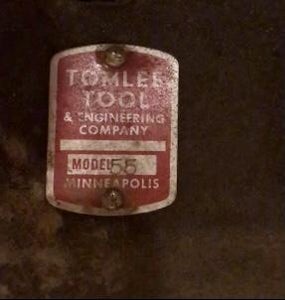 TOMLEE
TOOL
& ENGINEERING
COMPANY
MODEL 55
MINNEAPOLIS